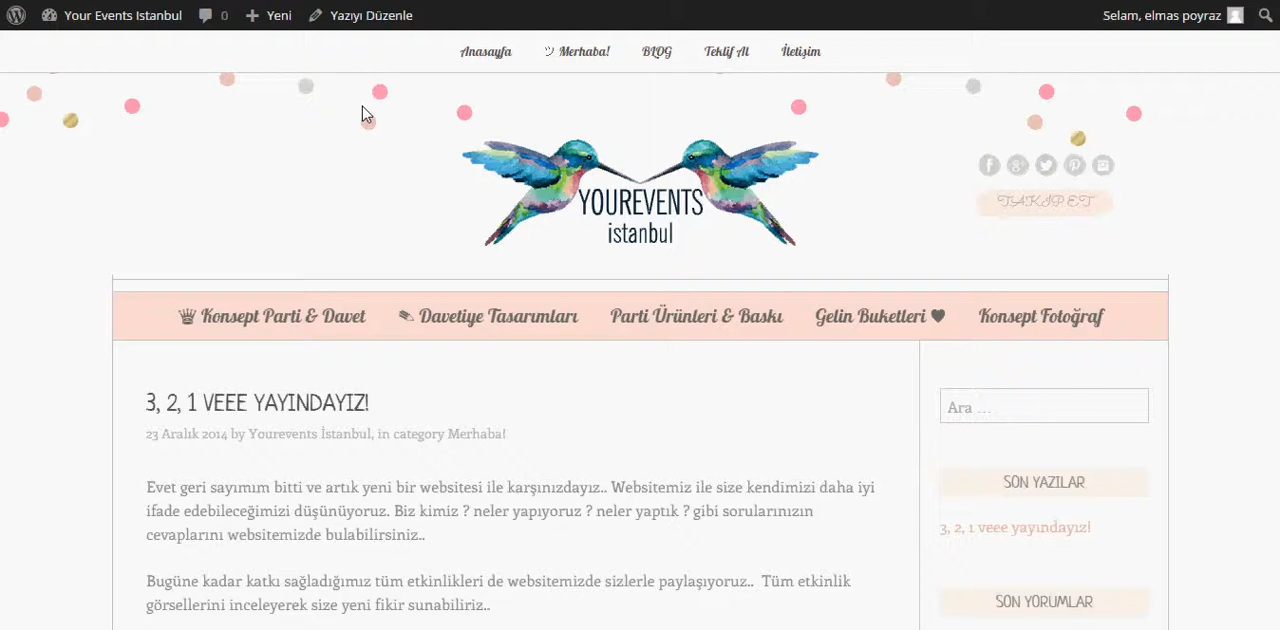 Your Events Istanbul 0 Yeni Yazıyı Düzenle Selam, elmas poyraz
Anasayfa Merhaba! BLOG Teklif Al İletişim
YOUREVENTS
istanbul
TAKIP ET
Konsept Parti & Davet Davetiye Tasarımları Parti Ürünleri & Baskı Gelin Buketleri Konsept Fotoğraf
3, 2, 1 VEEE YAYINDAYIZ!
23 Aralık 2014 by Yourevents İstanbul, in category Merhaba!
Evet geri sayımım bitti ve artık yeni bir websitesi ile karşınızdayız.. Websitemiz ile size kendimizi daha iyi
ifade edebileceğimizi düşünüyoruz. Biz kimiz ? neler yapıyoruz ? neler yaptık ? gibi sorularınızın
cevaplarını websitemizde bulabilirsiniz..
Bugüne kadar katkı sağladığımız tüm etkinlikleri de websitemizde sizlerle paylaşıyoruz.. Tüm etkinlik
görsellerini inceleyerek size yeni fikir sunabiliriz..
Ara ...
SON YAZILAR
3, 2, 1 veee yayındayız!
SON YORUMLAR